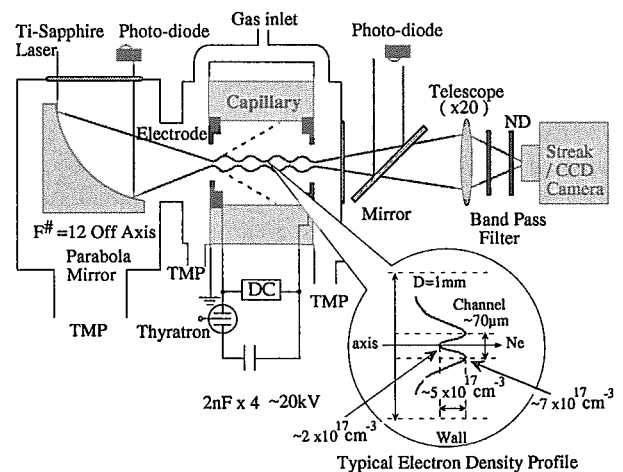 Gas inlet
Ti-Sapphire
Laser
Photo-diode
Photo-diode
Telescope
(x20)
ND
Capillary
Electrode
Streak
/ CCD
Camera
Mirror
Band Pass
Filter
F# =12 Off Axis
Parabola
Mirror
TMP
TMP
DC
TMP
Thyratron
2nF x 4 ~20kV
D=1mm
Channel
~70µm
axis
Ne
~5 x10^17 cm^-3
~2 x10^17 cm^-3
~7 x10^17 cm^-3
Wall
Typical Electron Density Profile